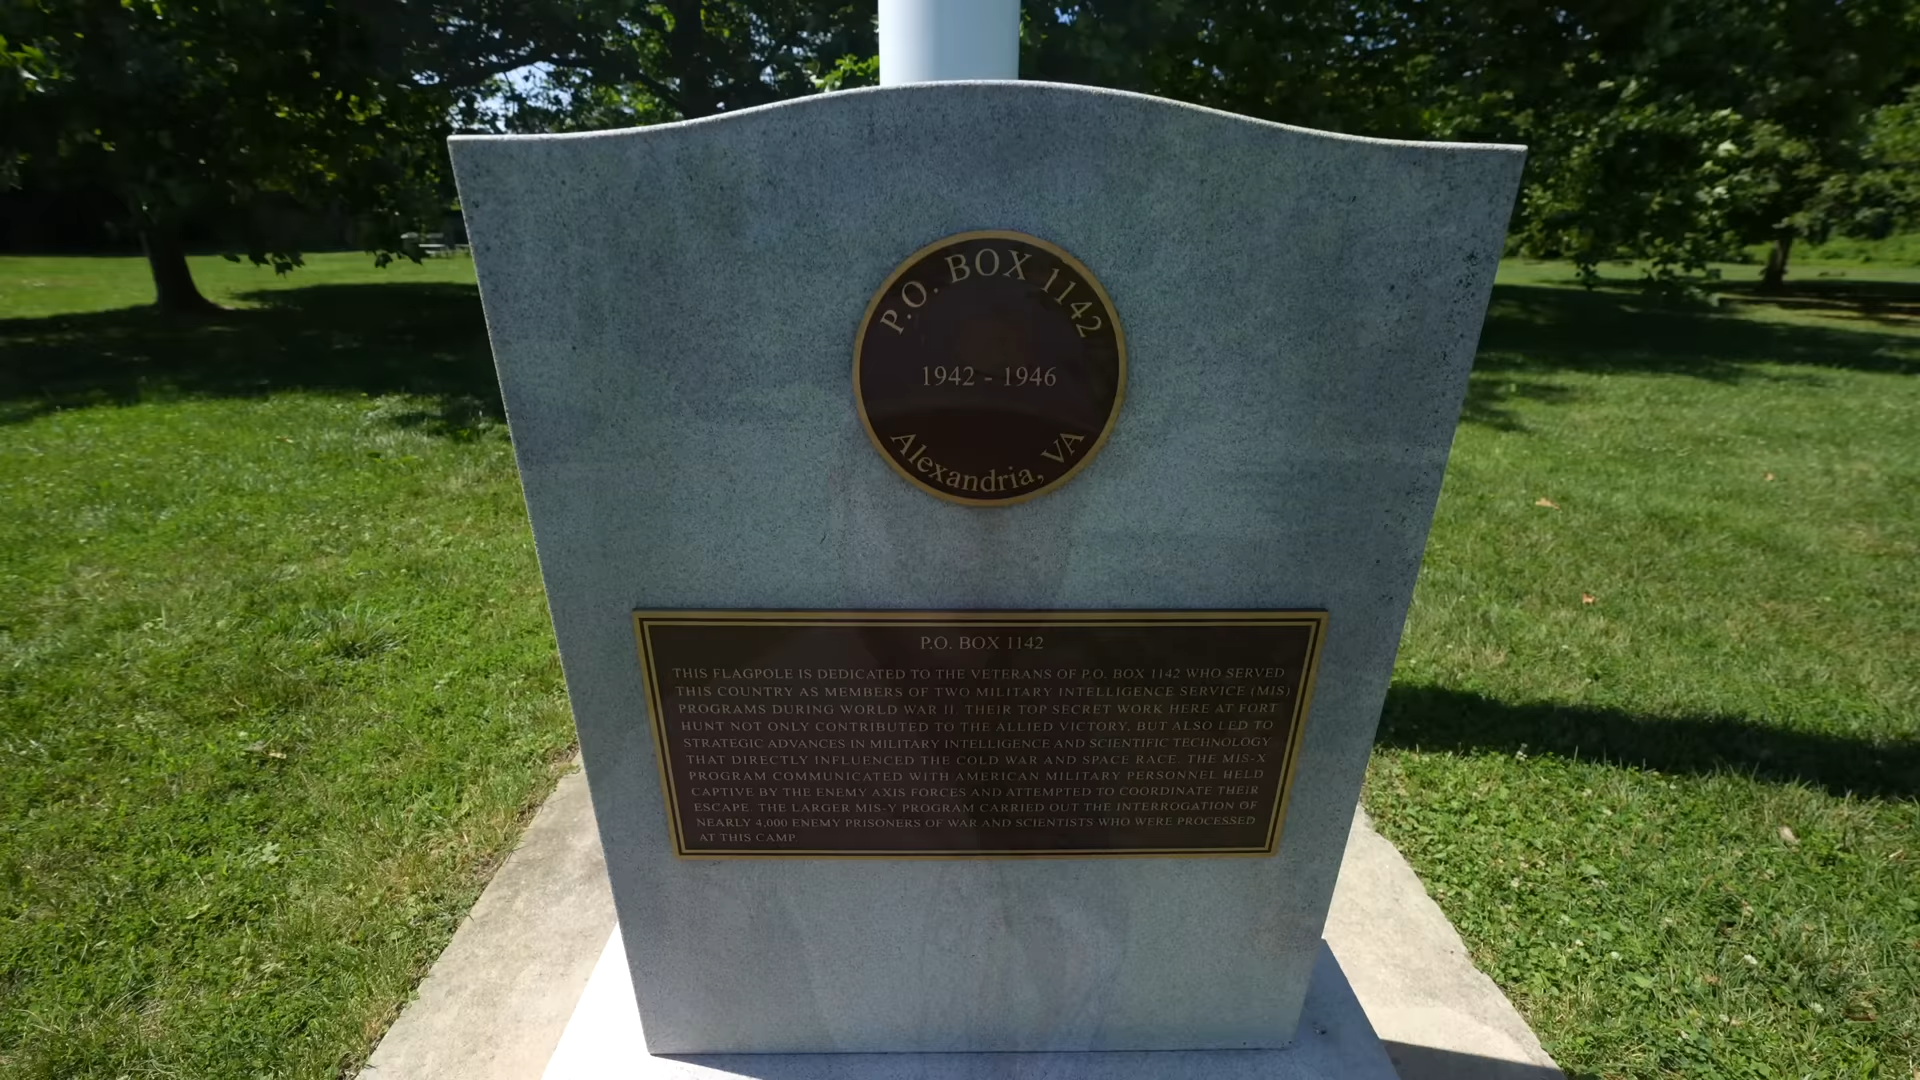 P.O. BOX 1142
1942 - 1946
Alexandria, VA
P.O. BOX 1142
THIS FLAGPOLE IS DEDICATED TO THE VETERANS OF P.O. BOX 1142 WHO SERVED
THIS COUNTRY AS MEMBERS OF TWO MILITARY INTELLIGENCE SERVICE (MIS)
PROGRAMS DURING WORLD WAR II. THEIR TOP SECRET WORK HERE AT FORT
HUNT NOT ONLY CONTRIBUTED TO THE ALLIED VICTORY, BUT ALSO LED TO
STRATEGIC ADVANCES IN MILITARY INTELLIGENCE AND SCIENTIFIC TECHNOLOGY
THAT DIRECTLY INFLUENCED THE COLD WAR AND SPACE RACE. THE MIS-X
PROGRAM COMMUNICATED WITH AMERICAN MILITARY PERSONNEL HELD
CAPTIVE BY THE ENEMY AXIS FORCES AND ATTEMPTED TO COORDINATE THEIR
ESCAPE. THE LARGER MIS-Y PROGRAM CARRIED OUT THE INTERROGATION OF
NEARLY 4,000 ENEMY PRISONERS OF WAR AND SCIENTISTS WHO WERE PROCESSED
AT THIS CAMP.